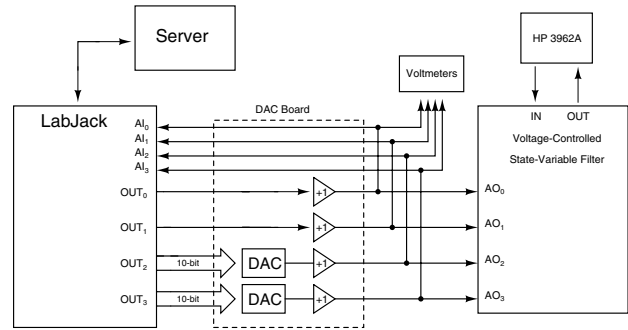 Server
HP 3962A
Voltmeters
DAC Board
LabJack
IN OUT
Voltage-Controlled
State-Variable Filter
AI0
AI1
AI2
AI3
OUT0
+1
AO0
OUT1
+1
AO1
OUT2
10-bit
DAC
+1
AO2
OUT3
10-bit
DAC
+1
AO3